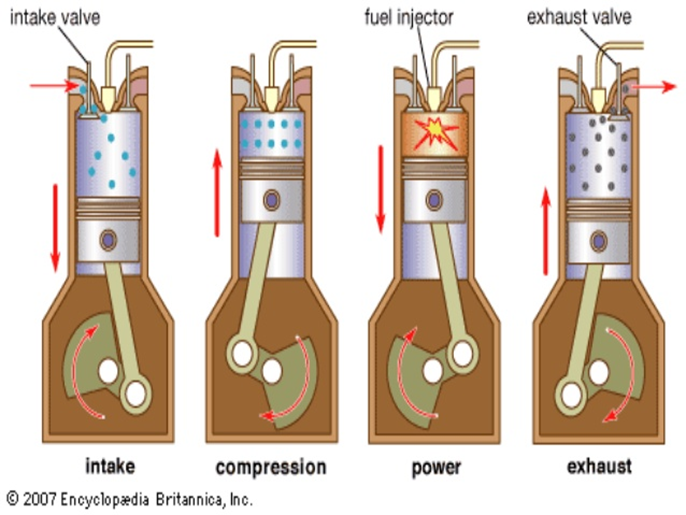 intake valve
fuel injector
exhaust valve
intake
compression
power
exhaust
© 2007 Encyclopædia Britannica, Inc.